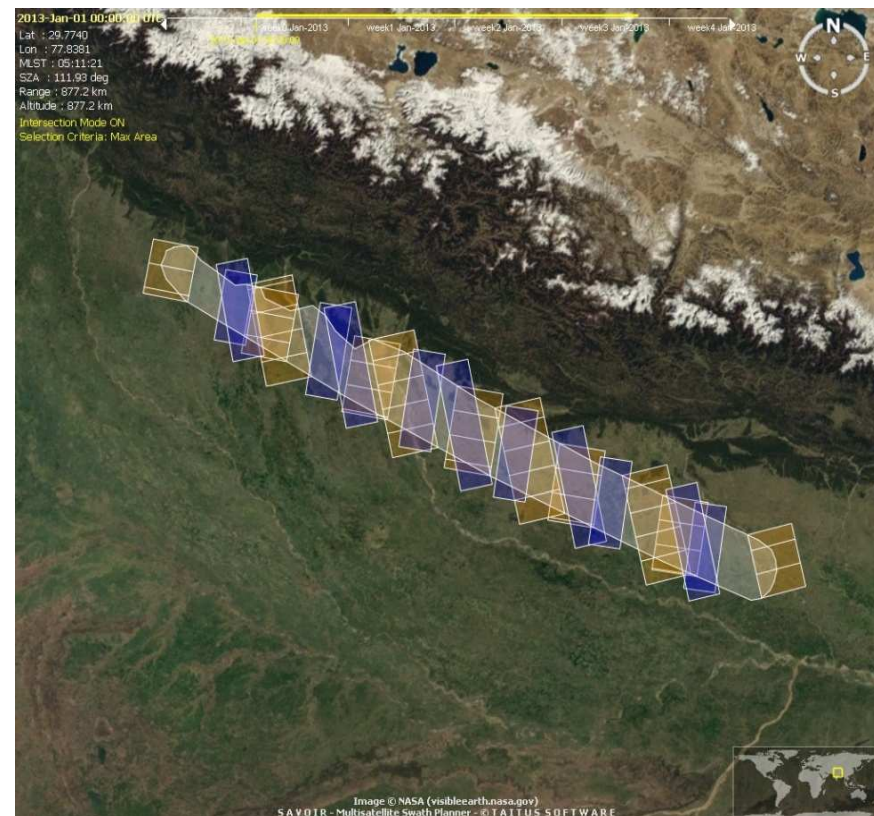 2013-Jan-01 00:00:00 UTC
week1 Jan-2013
week2 Jan-2013
week3 Jan-2013
week4 Jan-2013
Lat : 29.7740
Lon : 77.8381
MLST : 05:11:21
SZA : 111.93 deg
Range : 877.2 km
Altitude : 877.2 km
Intersection Mode ON
Selection Criteria: Max Area
N
W
E
S
Image © NASA (visibleearth.nasa.gov)
SAVOIR - Multisatellite Swath Planner - © TAITUS SOFTWARE